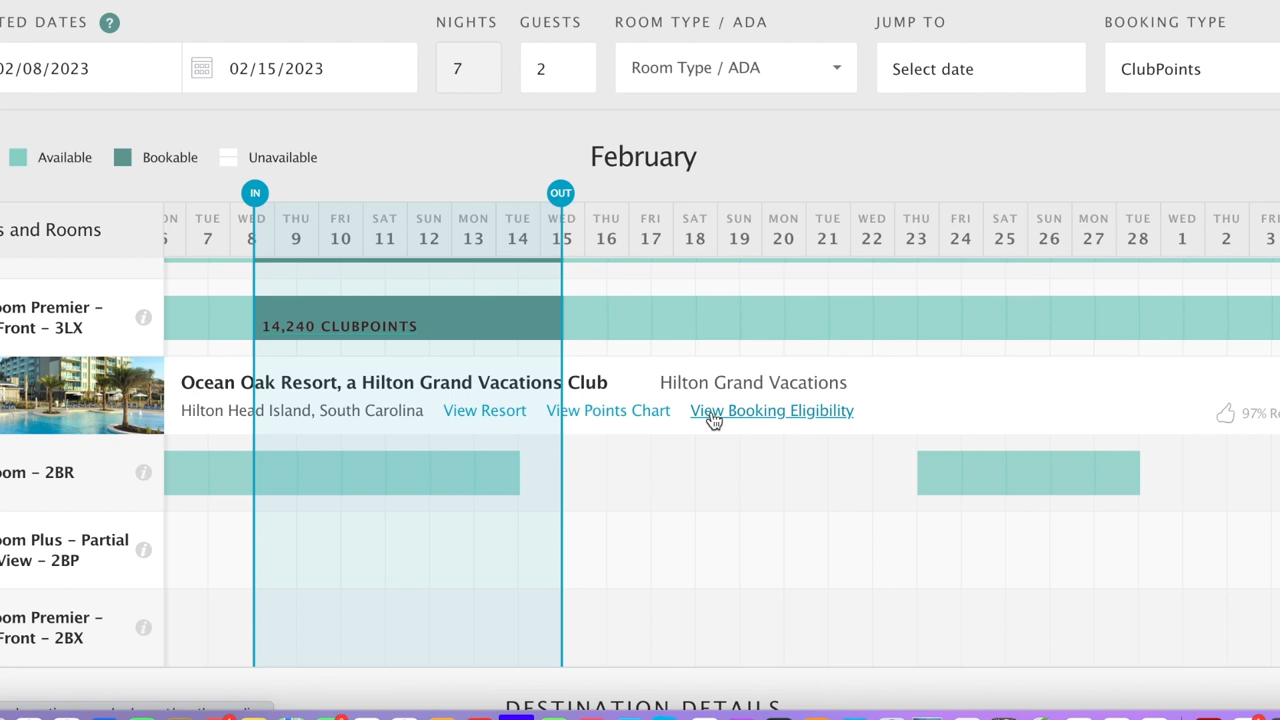 TED DATES ?
NIGHTS
GUESTS
ROOM TYPE / ADA
JUMP TO
BOOKING TYPE
02/08/2023
02/15/2023
7
2
Room Type / ADA
Select date
ClubPoints
Available
Bookable
Unavailable
February
IN
OUT
s and Rooms
ON TUE WED THU FRI SAT SUN MON TUE WED THU FRI SAT SUN MON TUE WED THU FRI SAT SUN MON TUE WED THU FRI
6 7 8 9 10 11 12 13 14 15 16 17 18 19 20 21 22 23 24 25 26 27 28 1 2 3
oom Premier –
Front – 3LX
14,240 CLUBPOINTS
Ocean Oak Resort, a Hilton Grand Vacations Club
Hilton Grand Vacations
Hilton Head Island, South Carolina
View Resort
View Points Chart
View Booking Eligibility
97% Re
oom – 2BR
oom Plus – Partial
View – 2BP
oom Premier –
Front – 2BX
DESTINATION DETAILS